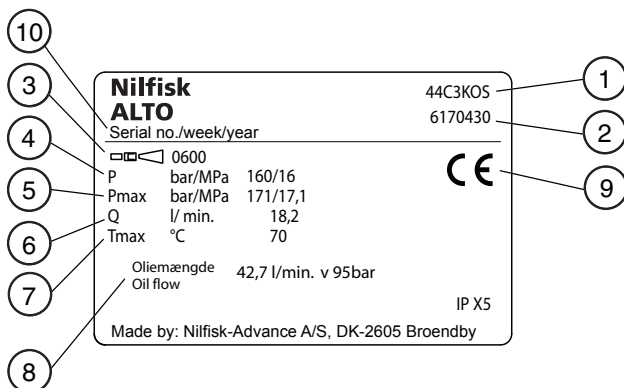 10
3
4
5
6
7
8
1
2
9
Nilfisk
ALTO
44C3KOS
6170430
Serial no./week/year
0600
P bar/MPa 160/16
Pmax bar/MPa 171/17,1
Q l/ min. 18,2
Tmax °C 70
CE
Oliemængde
Oil flow
42,7 l/min. v 95bar
IP X5
Made by: Nilfisk-Advance A/S, DK-2605 Broendby